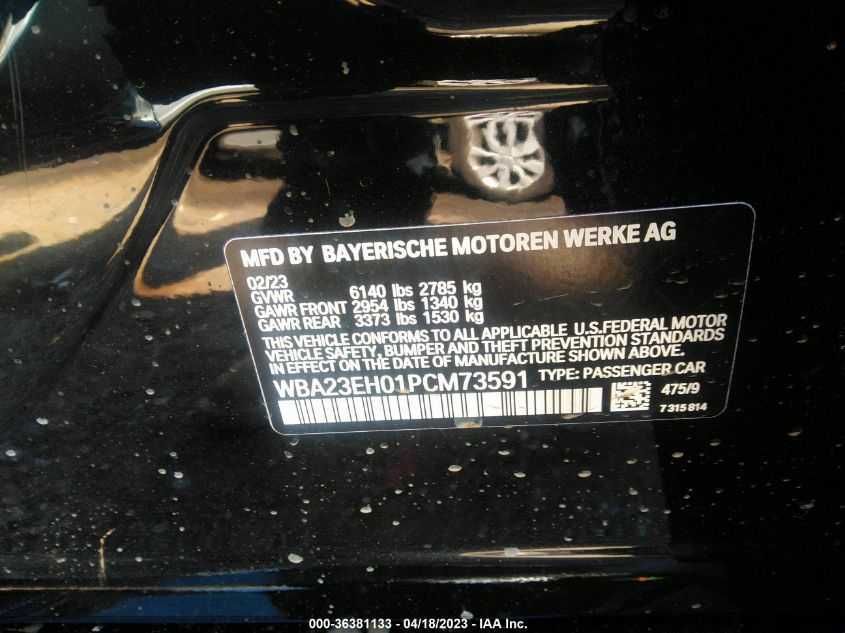 MFD BY BAYERISCHE MOTOREN WERKE AG
02/23
GVWR 6140 lbs 2785 kg
GAWR FRONT 2954 lbs 1340 kg
GAWR REAR 3373 lbs 1530 kg
THIS VEHICLE CONFORMS TO ALL APPLICABLE U.S.FEDERAL MOTOR
VEHICLE SAFETY, BUMPER AND THEFT PREVENTION STANDARDS
IN EFFECT ON THE DATE OF MANUFACTURE SHOWN ABOVE.
WBA23EH01PCM73591 TYPE: PASSENGER CAR
475/9
7 315 814
000-36381133 - 04/18/2023 - IAA Inc.